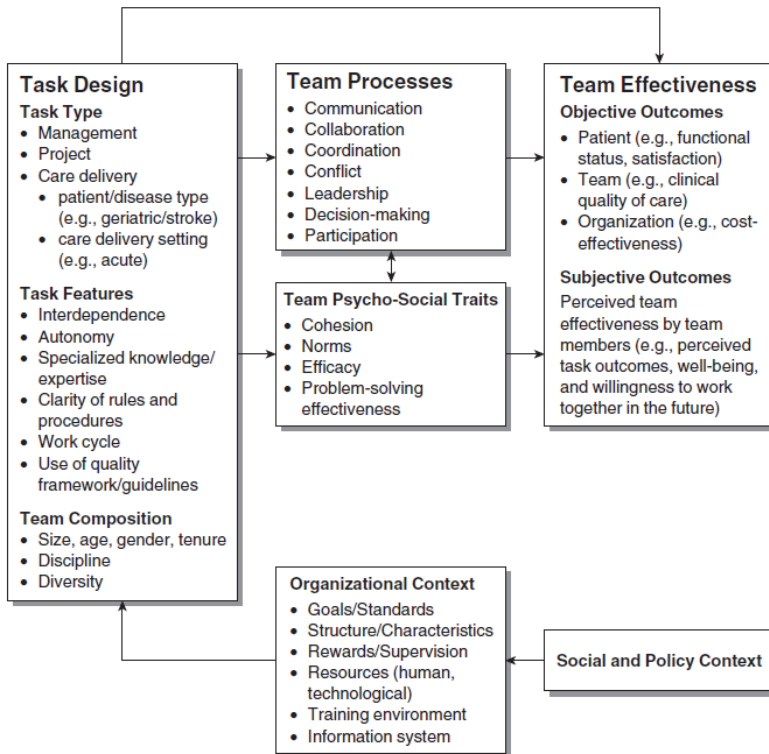 Task Design
Task Type
• Management
• Project
• Care delivery
• patient/disease type
(e.g., geriatric/stroke)
• care delivery setting
(e.g., acute)
Task Features
• Interdependence
• Autonomy
• Specialized knowledge/
expertise
• Clarity of rules and
procedures
• Work cycle
• Use of quality
framework/guidelines
Team Composition
• Size, age, gender, tenure
• Discipline
• Diversity
Team Processes
• Communication
• Collaboration
• Coordination
• Conflict
• Leadership
• Decision-making
• Participation
Team Psycho-Social Traits
• Cohesion
• Norms
• Efficacy
• Problem-solving
effectiveness
Team Effectiveness
Objective Outcomes
• Patient (e.g., functional
status, satisfaction)
• Team (e.g., clinical
quality of care)
• Organization (e.g., cost-
effectiveness)
Subjective Outcomes
Perceived team
effectiveness by team
members (e.g., perceived
task outcomes, well-being,
and willingness to work
together in the future)
Organizational Context
• Goals/Standards
• Structure/Characteristics
• Rewards/Supervision
• Resources (human,
technological)
• Training environment
• Information system
Social and Policy Context